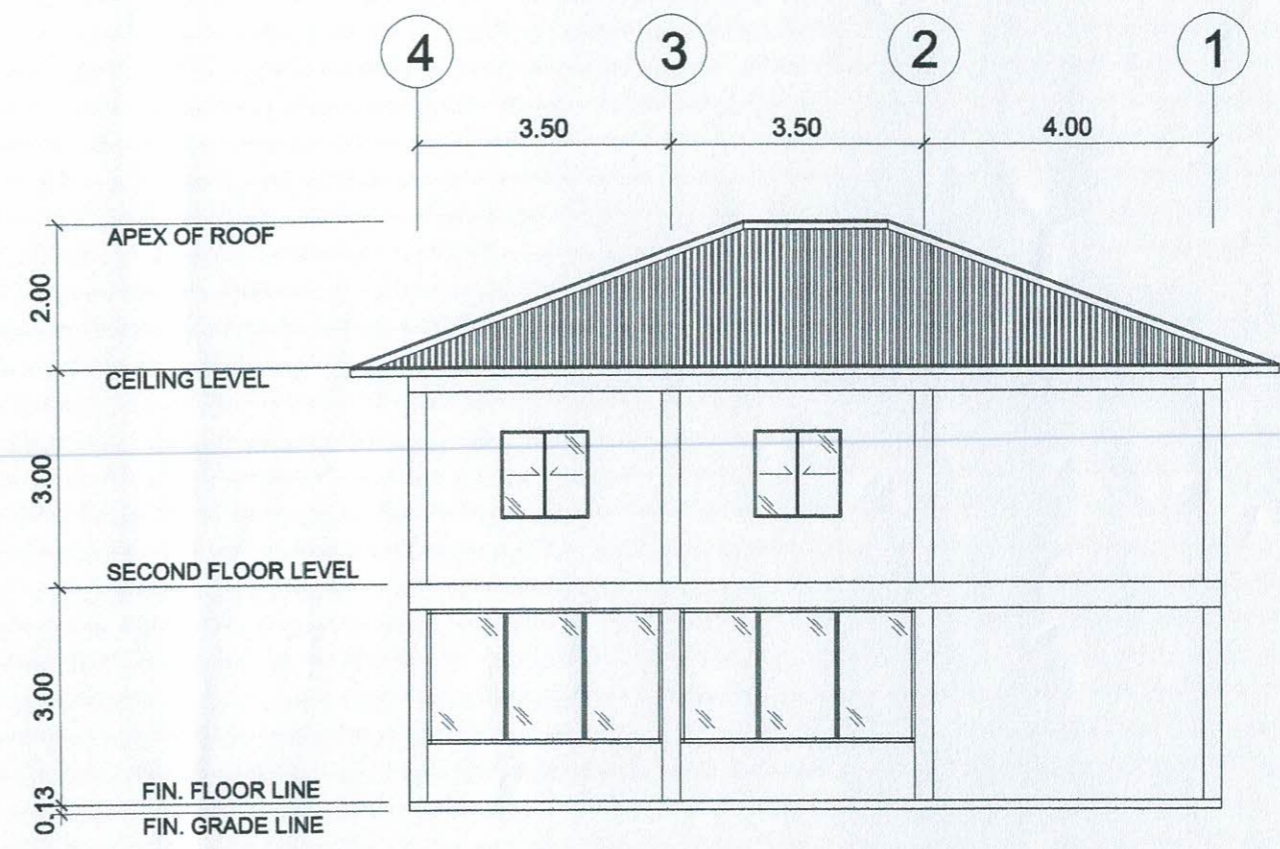 4 3 2 1
3.50 3.50 4.00
APEX OF ROOF
2.00
CEILING LEVEL
3.00
SECOND FLOOR LEVEL
3.00
FIN. FLOOR LINE
0.13
FIN. GRADE LINE